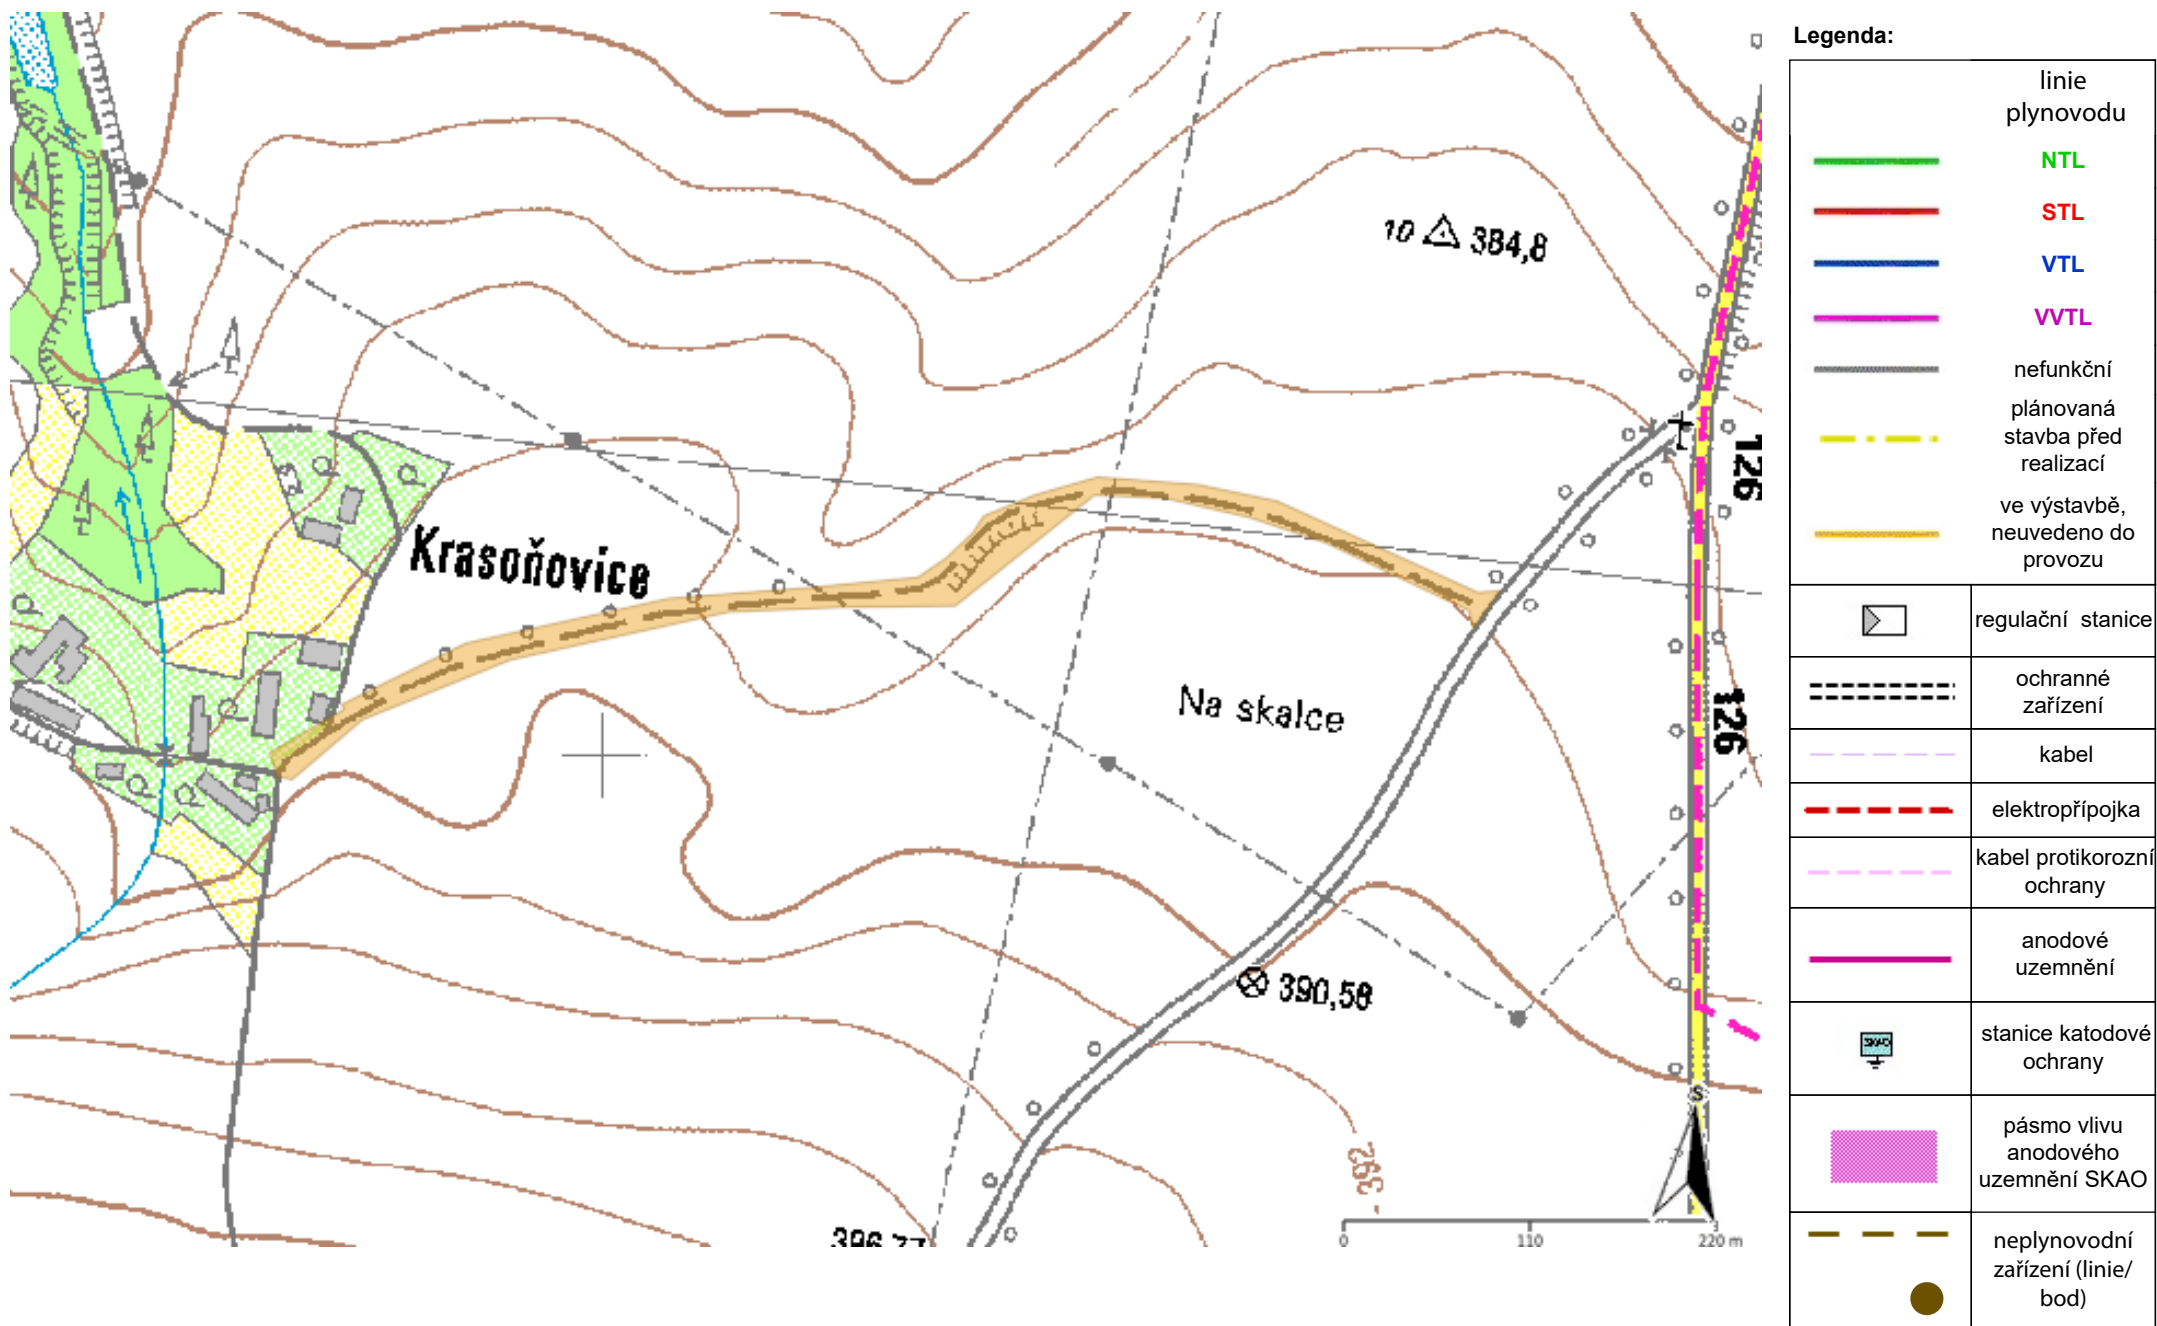 10 384,8
126
Krasoňovice
Na skalce
126
390,58
392
S
0 110 220 m
Legenda:
linie
plynovodu
NTL
STL
VTL
VVTL
nefunkční
plánovaná
stavba před
realizací
ve výstavbě,
neuvedeno do
provozu
regulační stanice
ochranné
zařízení
kabel
elektropřípojka
kabel protikorozní
ochrany
anodové
uzemnění
SKAO
stanice katodové
ochrany
pásmo vlivu
anodového
uzemnění SKAO
neplynovodní
zařízení (linie/
bod)